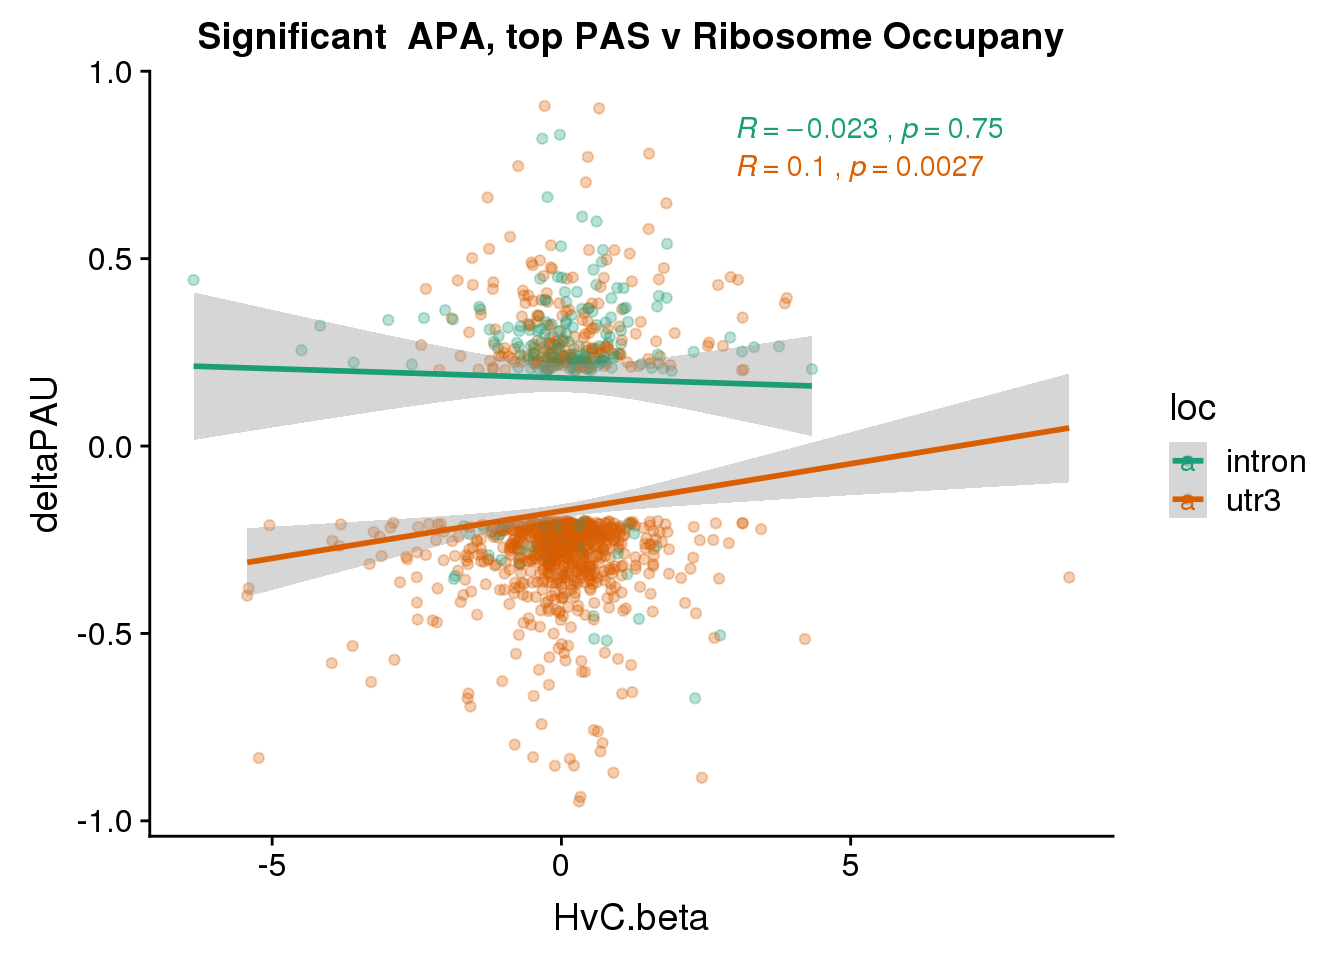 Significant  APA, top PAS v Ribosome Occupany
1.0
0.5
0.0
-0.5
-1.0
deltaPAU
R = −0.023 , p = 0.75
R = 0.1 , p = 0.0027
-5
0
5
HvC.beta
loc
a intron
a utr3